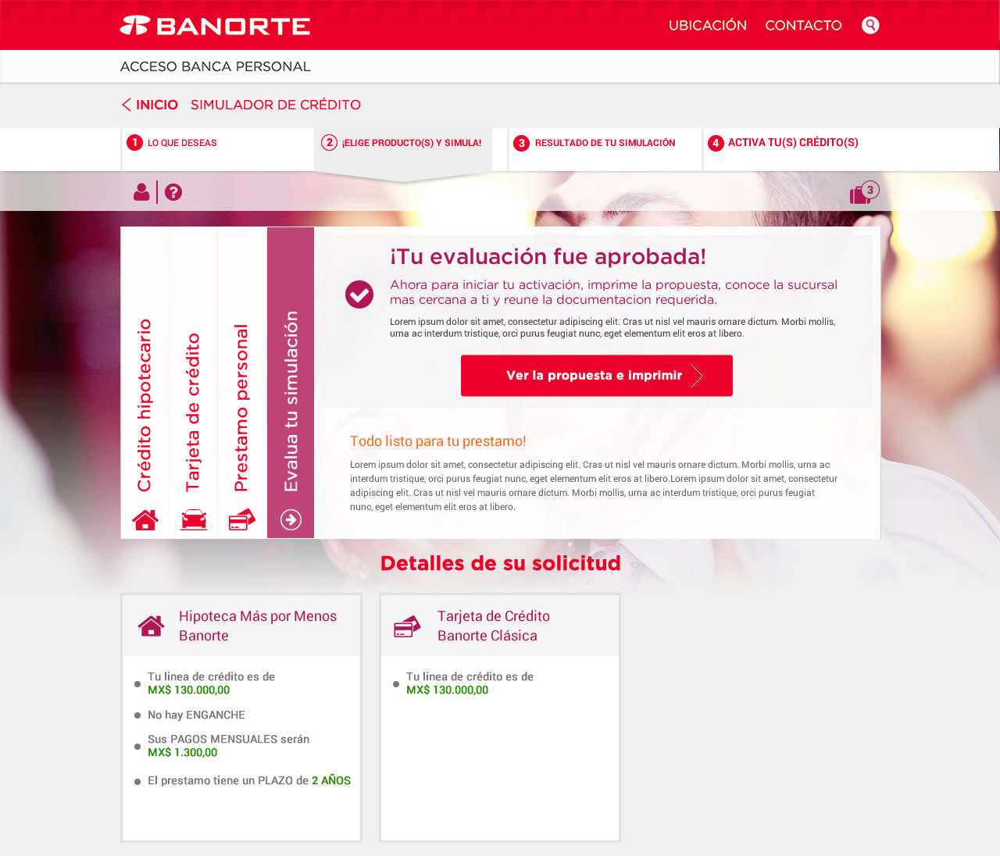 BANORTE
UBICACIÓN
CONTACTO
ACCESO BANCA PERSONAL
INICIO
SIMULADOR DE CRÉDITO
1 LO QUE DESEAS
2 ¡ELIGE PRODUCTO(S) Y SIMULA!
3 RESULTADO DE TU SIMULACIÓN
4 ACTIVA TU(S) CRÉDITO(S)
?
3
Crédito hipotecario
Tarjeta de crédito
Prestamo personal
Evalua tu simulación
¡Tu evaluación fue aprobada!
Ahora para iniciar tu activación, imprime la propuesta, conoce la sucursal
mas cercana a ti y reune la documentacion requerida.
Lorem ipsum dolor sit amet, consectetur adipiscing elit. Cras ut nisl vel mauris ornare dictum. Morbi mollis,
urna ac interdum tristique, orci purus feugiat nunc, eget elementum elit eros at libero.
Ver la propuesta e imprimir
Todo listo para tu prestamo!
Lorem ipsum dolor sit amet, consectetur adipiscing elit. Cras ut nisl vel mauris ornare dictum. Morbi mollis, urna ac
interdum tristique, orci purus feugiat nunc, eget elementum elit eros at libero.Lorem ipsum dolor sit amet, consectetur
adipiscing elit. Cras ut nisl vel mauris ornare dictum. Morbi mollis, urna ac interdum tristique, orci purus feugiat
nunc, eget elementum elit eros at libero.
Detalles de su solicitud
Hipoteca Más por Menos
Banorte
Tu linea de crédito es de
MX$ 130.000,00
No hay ENGANCHE
Sus PAGOS MENSUALES serán
MX$ 1.300,00
El prestamo tiene un PLAZO de 2 AÑOS
Tarjeta de Crédito
Banorte Clásica
Tu linea de crédito es de
MX$ 130.000,00